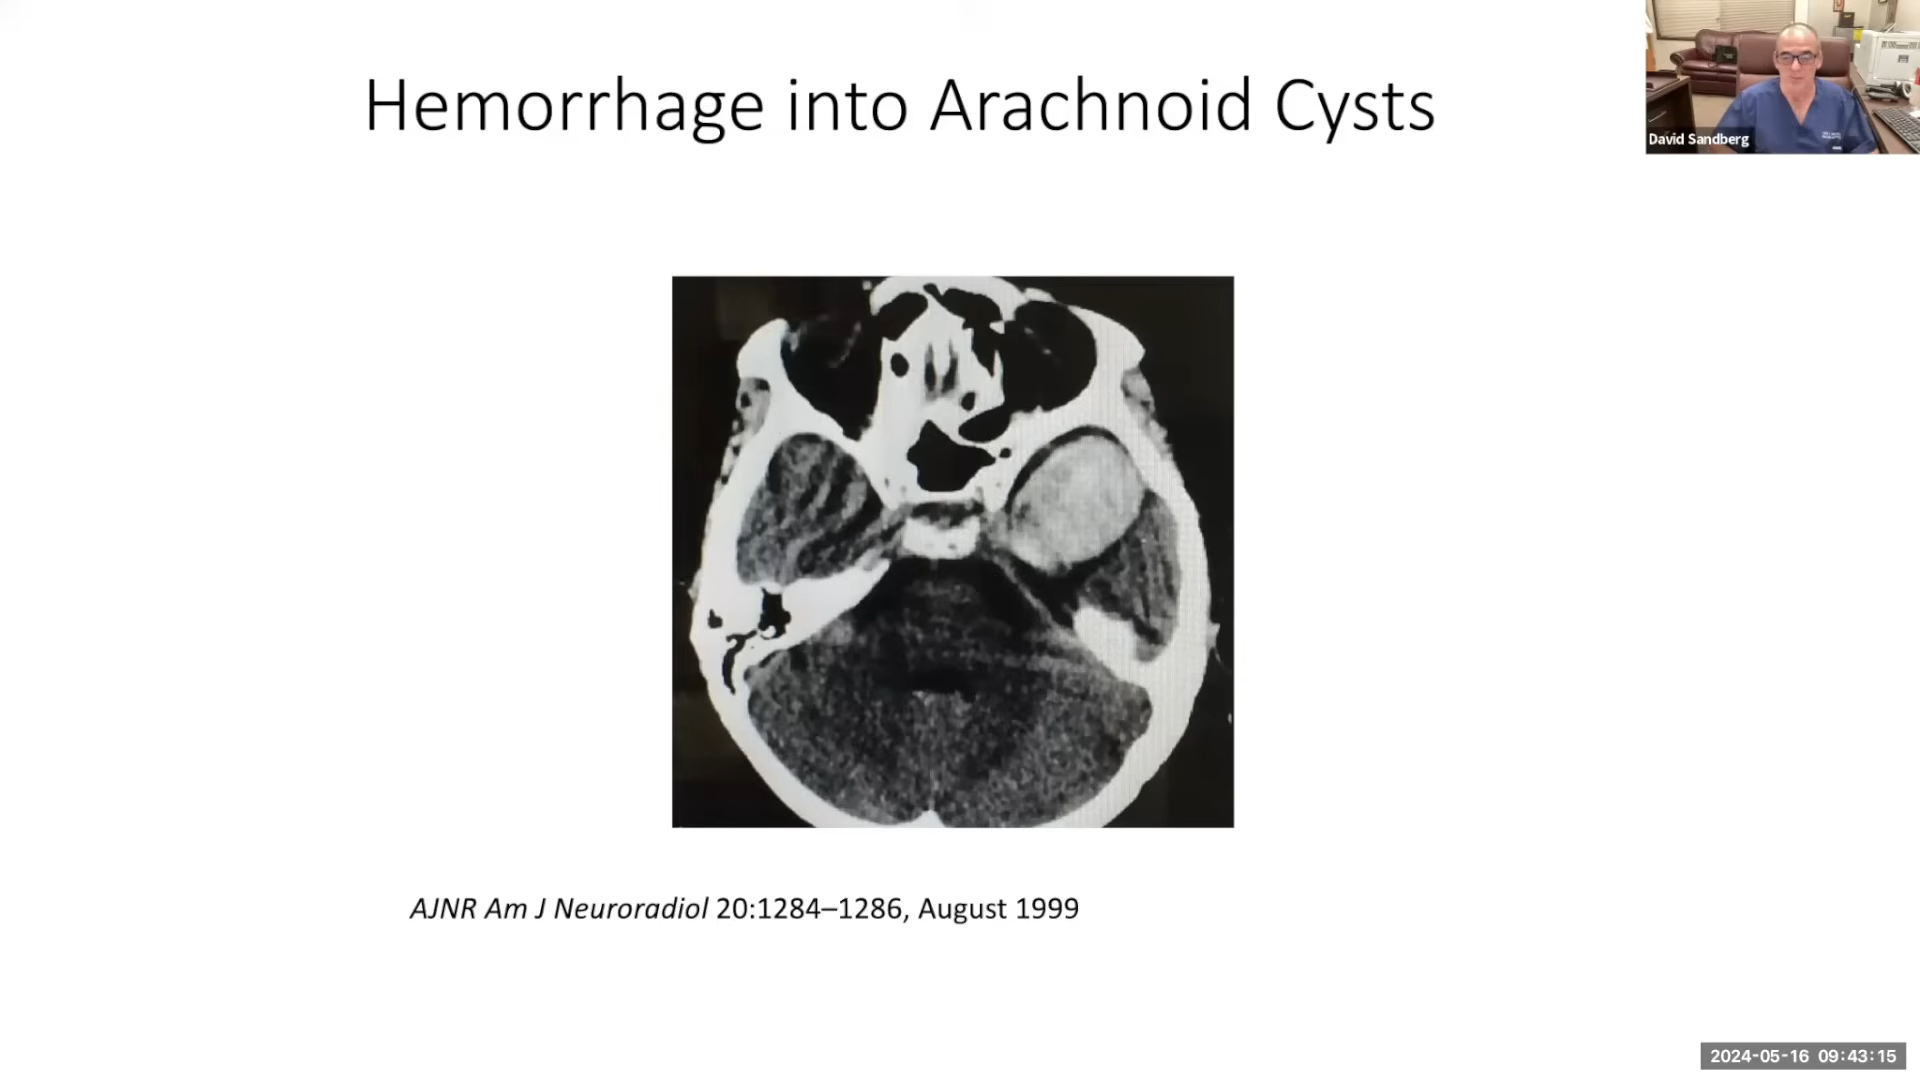 Hemorrhage into Arachnoid Cysts
David Sandberg
AJNR Am J Neuroradiol 20:1284–1286, August 1999
2024-05-16 09:43:15